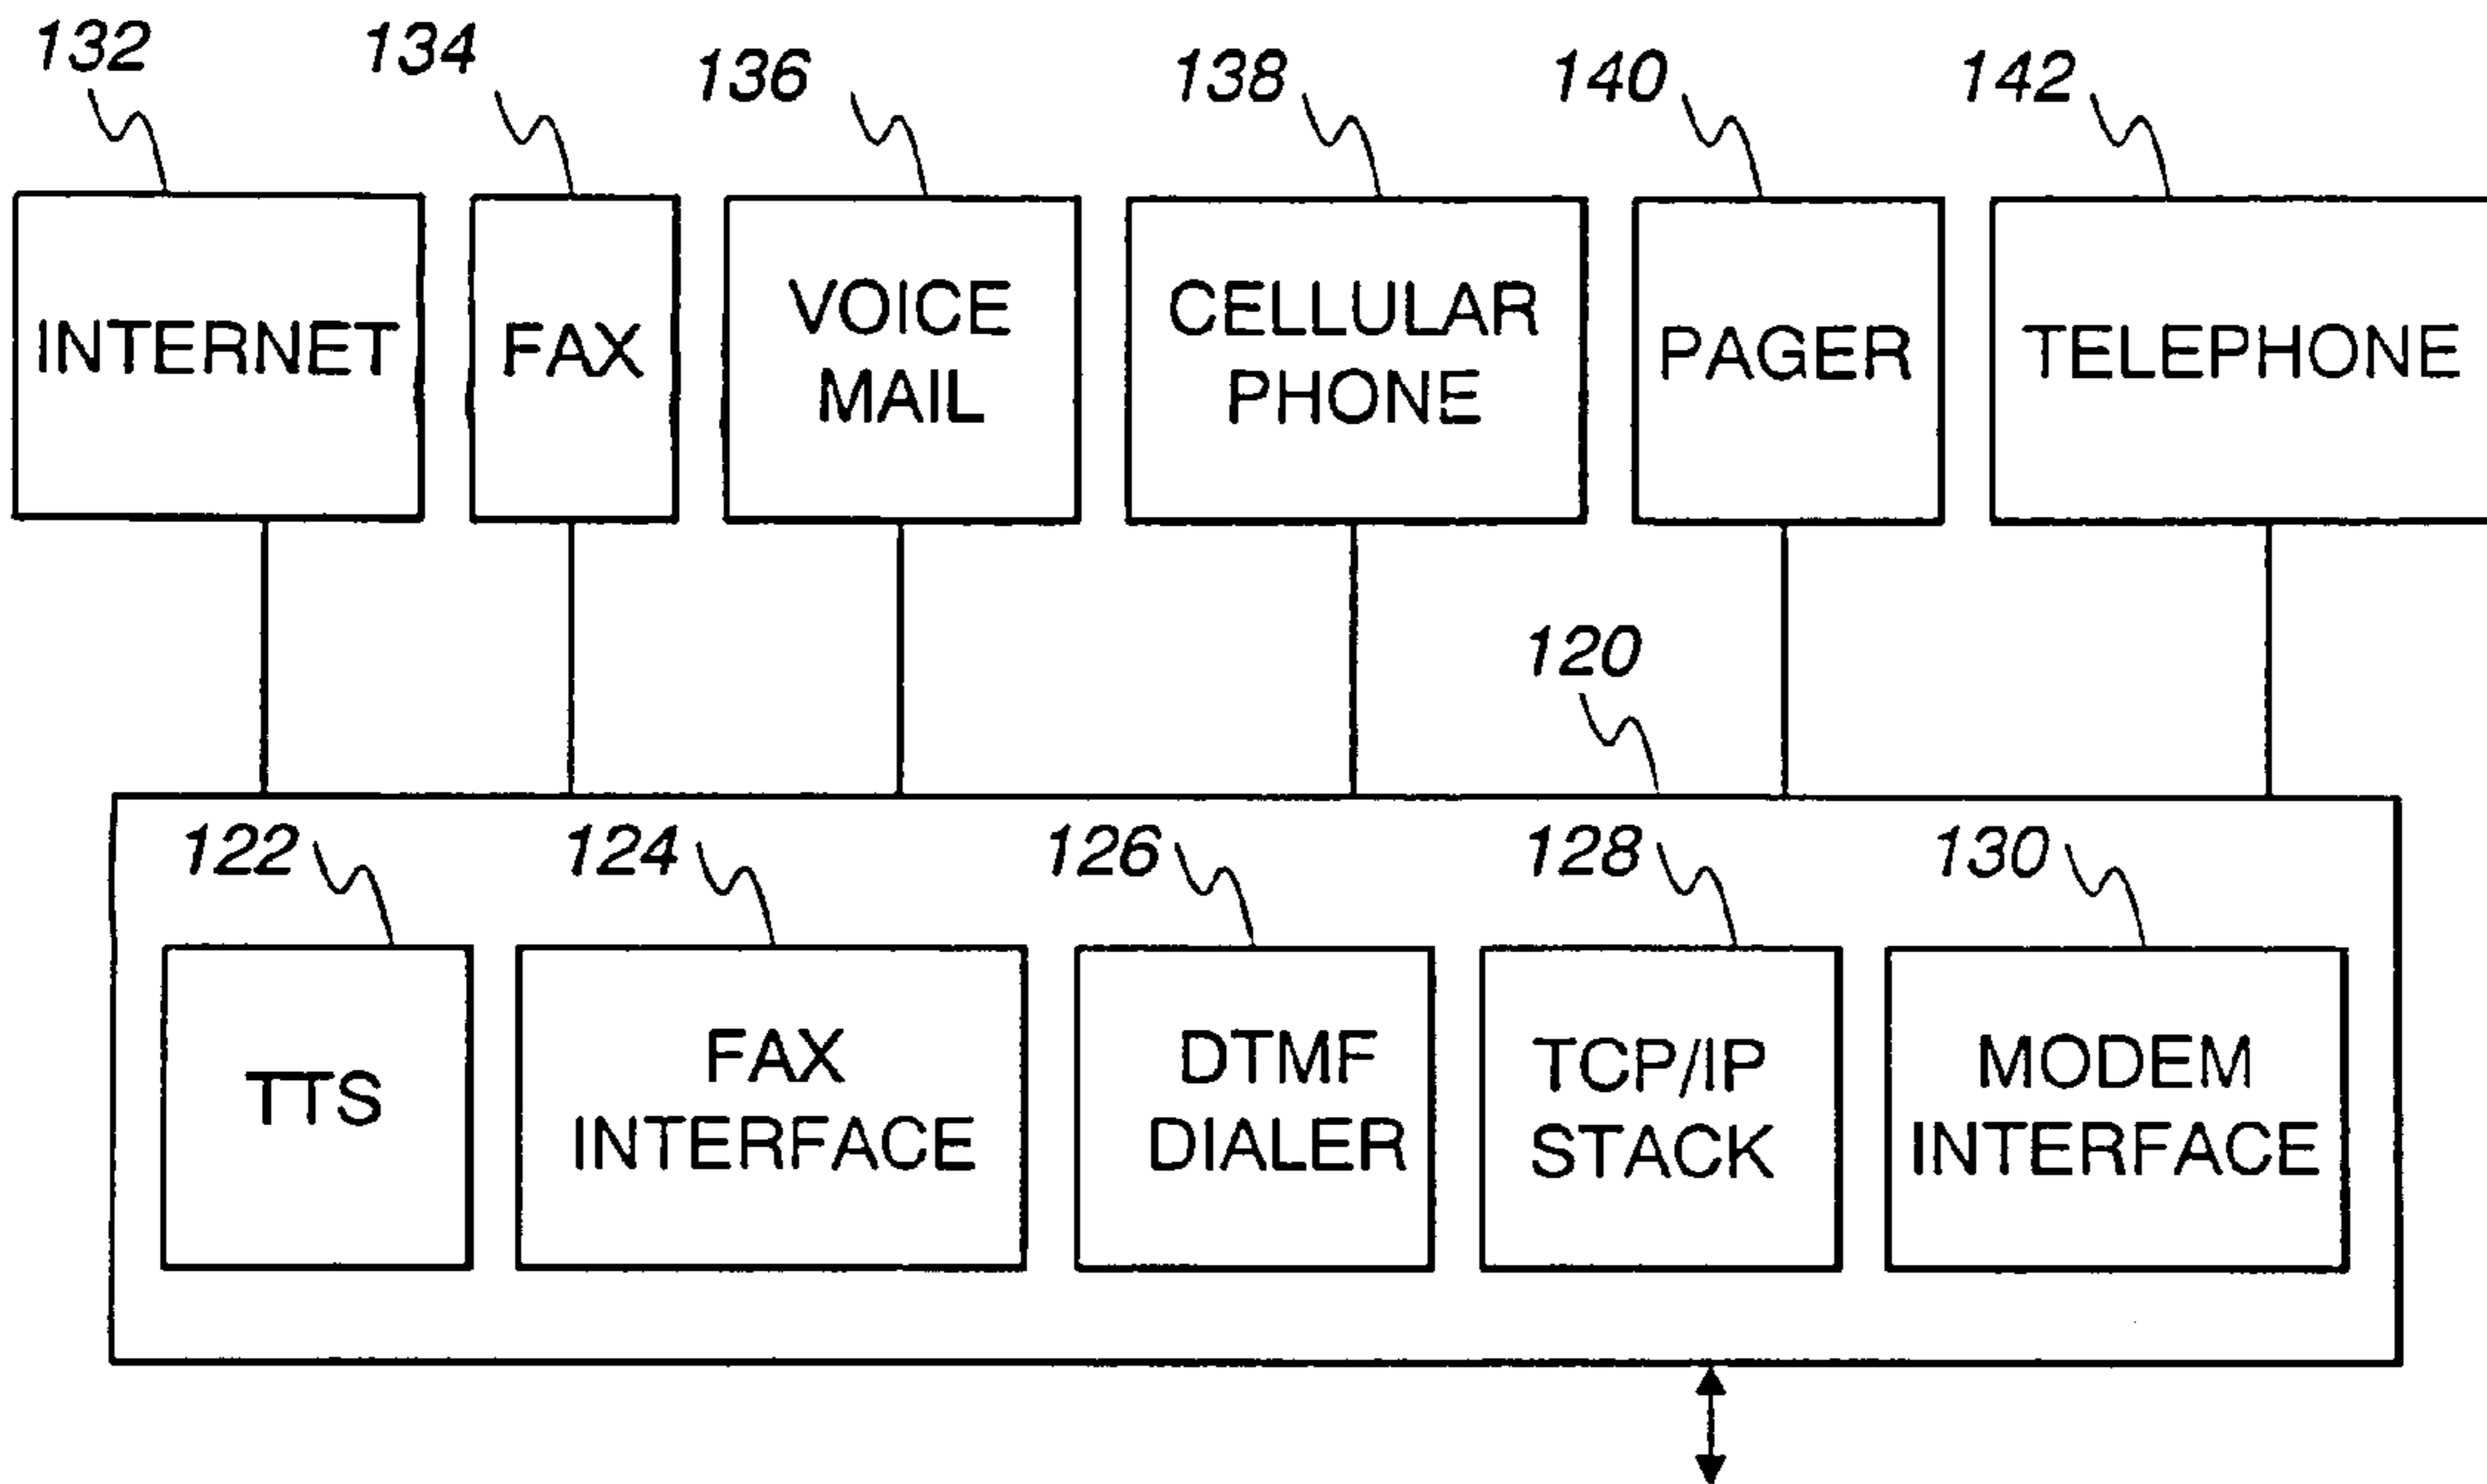 132 134 136 138 140 142
INTERNET
FAX
VOICE
MAIL
CELLULAR
PHONE
PAGER
TELEPHONE
120
122 124 126 128 130
TTS
FAX
INTERFACE
DTMF
DIALER
TCP/IP
STACK
MODEM
INTERFACE